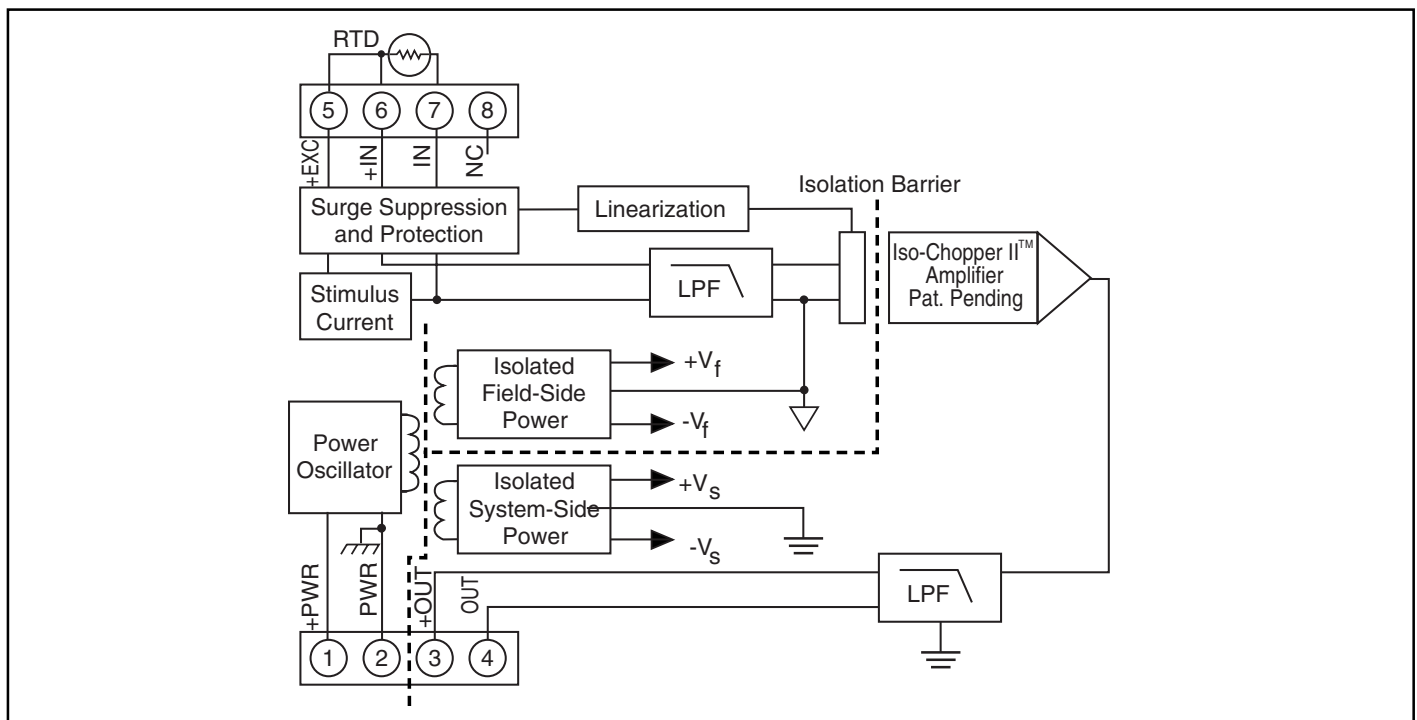 RTD
5 6 7 8
+EXC
+IN
IN
NC
Isolation Barrier
Surge Suppression
and Protection
Linearization
Iso-Chopper II™
Amplifier
Pat. Pending
LPF
Stimulus
Current
Isolated
Field-Side
Power
+Vf
-Vf
Power
Oscillator
Isolated
System-Side
Power
+Vs
-Vs
+PWR
PWR
+OUT
OUT
LPF
1 2 3 4